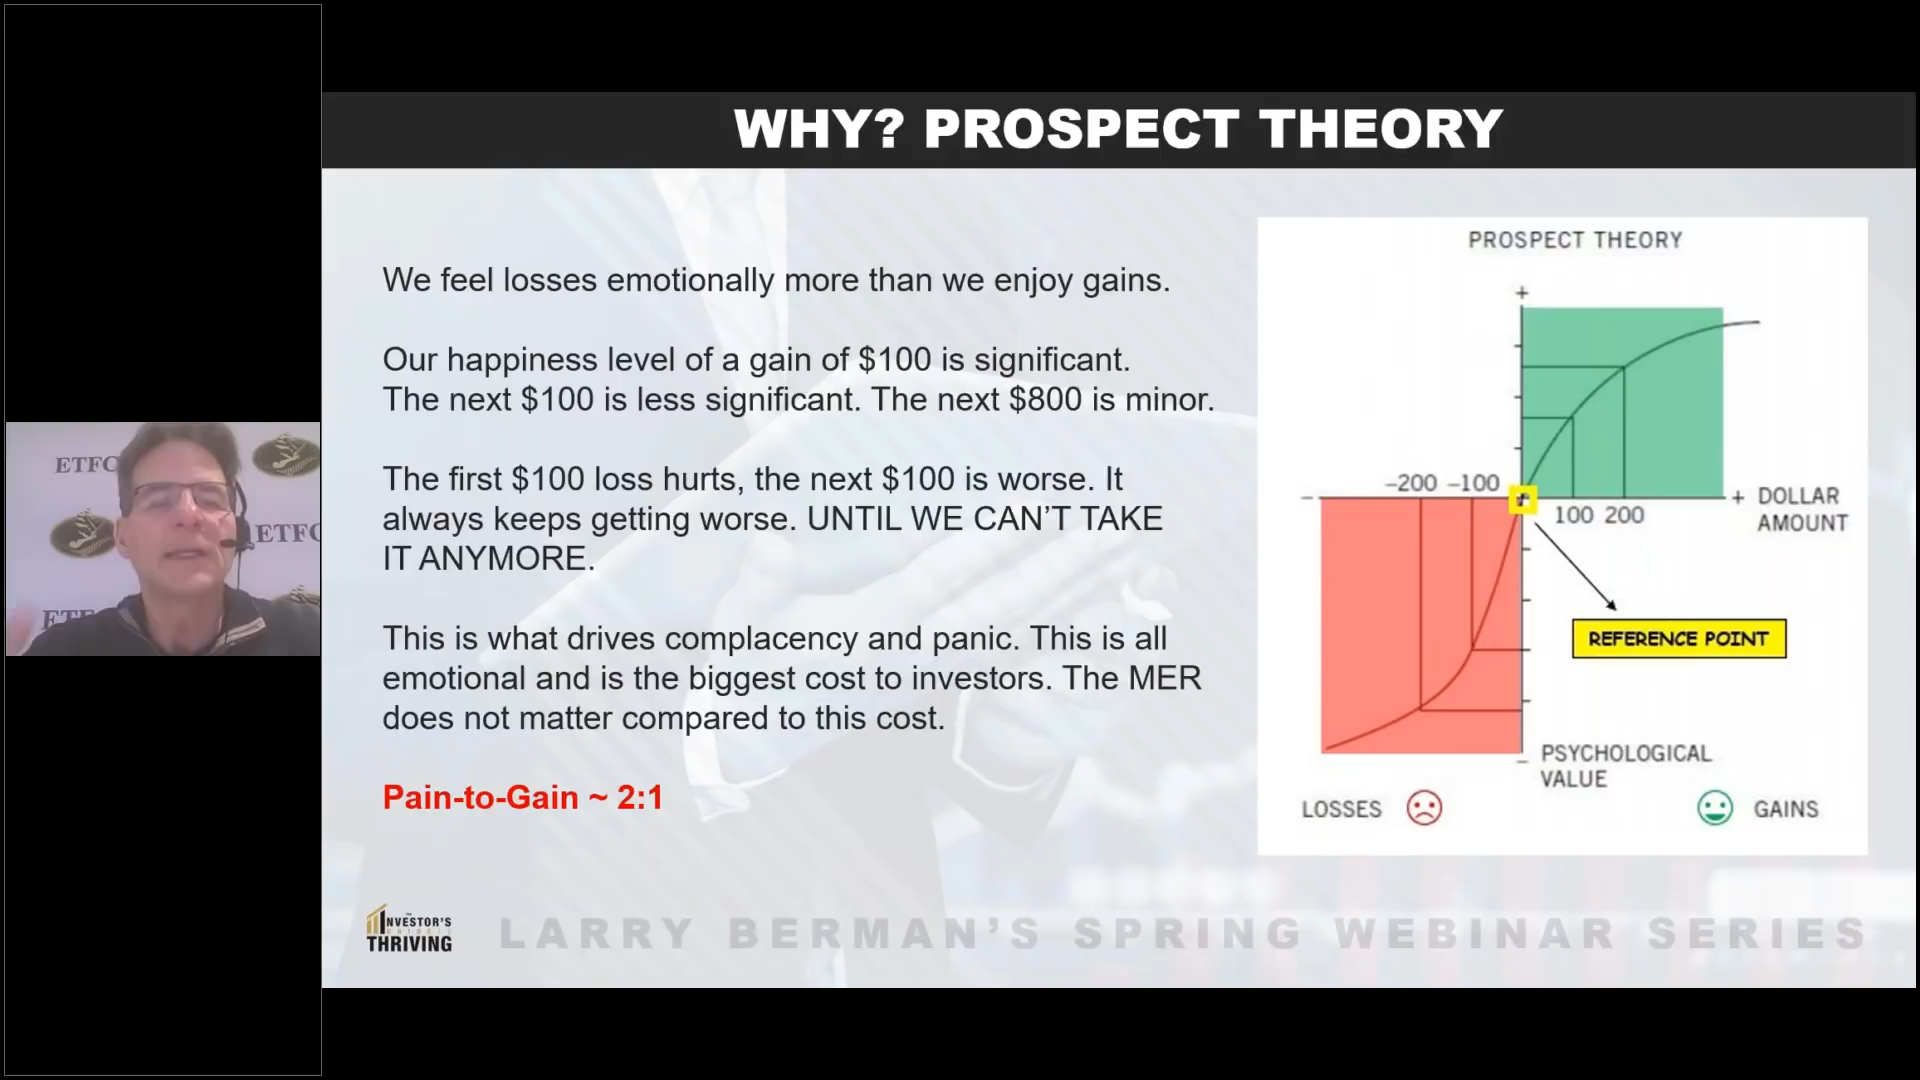 WHY? PROSPECT THEORY
We feel losses emotionally more than we enjoy gains.
Our happiness level of a gain of $100 is significant.
The next $100 is less significant. The next $800 is minor.
The first $100 loss hurts, the next $100 is worse. It
always keeps getting worse. UNTIL WE CAN'T TAKE
IT ANYMORE.
This is what drives complacency and panic. This is all
emotional and is the biggest cost to investors. The MER
does not matter compared to this cost.
Pain-to-Gain ~ 2:1
PROSPECT THEORY
+
-200 -100
- + DOLLAR
AMOUNT
100 200
REFERENCE POINT
- PSYCHOLOGICAL
VALUE
LOSSES
GAINS
ETFC
ETFC
ETF
INVESTOR'S
THRIVING
LARRY BERMAN'S SPRING WEBINAR SERIES